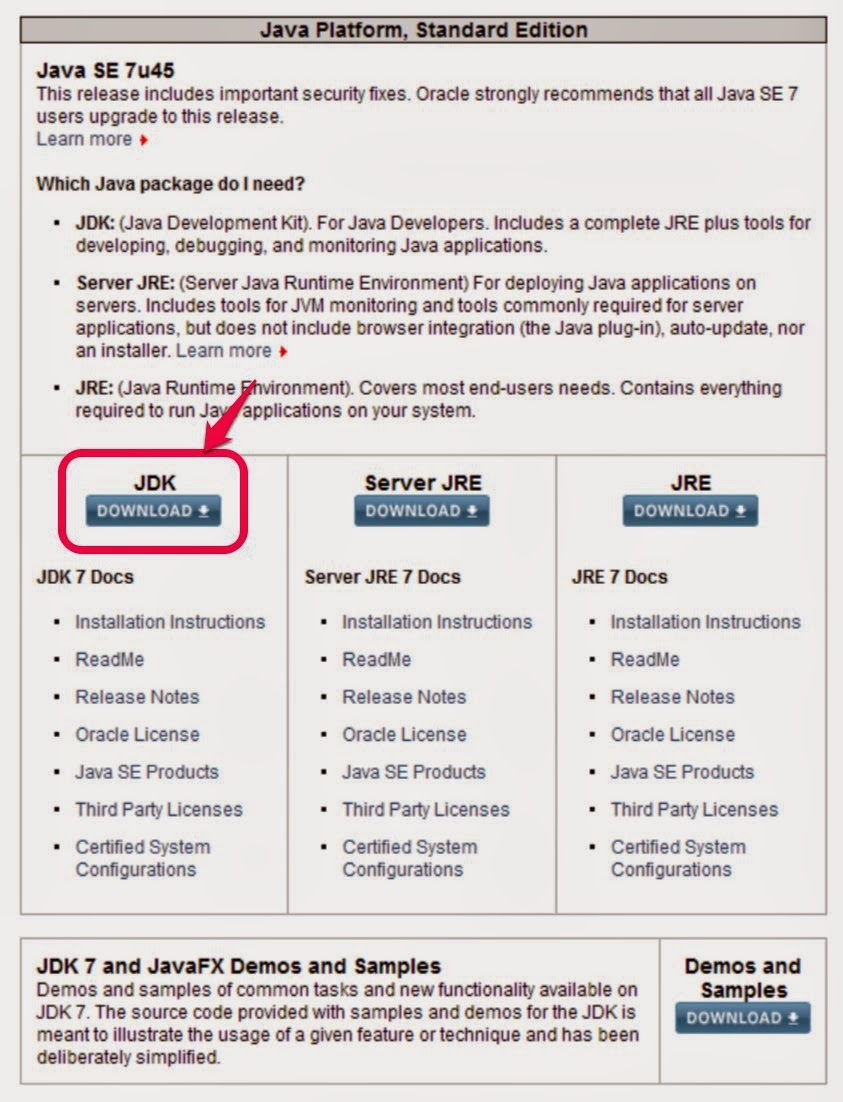 Java Platform, Standard Edition
Java SE 7u45
This release includes important security fixes. Oracle strongly recommends that all Java SE 7
users upgrade to this release.
Learn more
Which Java package do I need?
JDK: (Java Development Kit). For Java Developers. Includes a complete JRE plus tools for
developing, debugging, and monitoring Java applications.
Server JRE: (Server Java Runtime Environment) For deploying Java applications on
servers. Includes tools for JVM monitoring and tools commonly required for server
applications, but does not include browser integration (the Java plug-in), auto-update, nor
an installer. Learn more
JRE: (Java Runtime Environment). Covers most end-users needs. Contains everything
required to run Java applications on your system.
JDK
DOWNLOAD
JDK 7 Docs
Installation Instructions
ReadMe
Release Notes
Oracle License
Java SE Products
Third Party Licenses
Certified System
Configurations
Server JRE
DOWNLOAD
Server JRE 7 Docs
Installation Instructions
ReadMe
Release Notes
Oracle License
Java SE Products
Third Party Licenses
Certified System
Configurations
JRE
DOWNLOAD
JRE 7 Docs
Installation Instructions
ReadMe
Release Notes
Oracle License
Java SE Products
Third Party Licenses
Certified System
Configurations
JDK 7 and JavaFX Demos and Samples
Demos and samples of common tasks and new functionality available on
JDK 7. The source code provided with samples and demos for the JDK is
meant to illustrate the usage of a given feature or technique and has been
deliberately simplified.
Demos and
Samples
DOWNLOAD